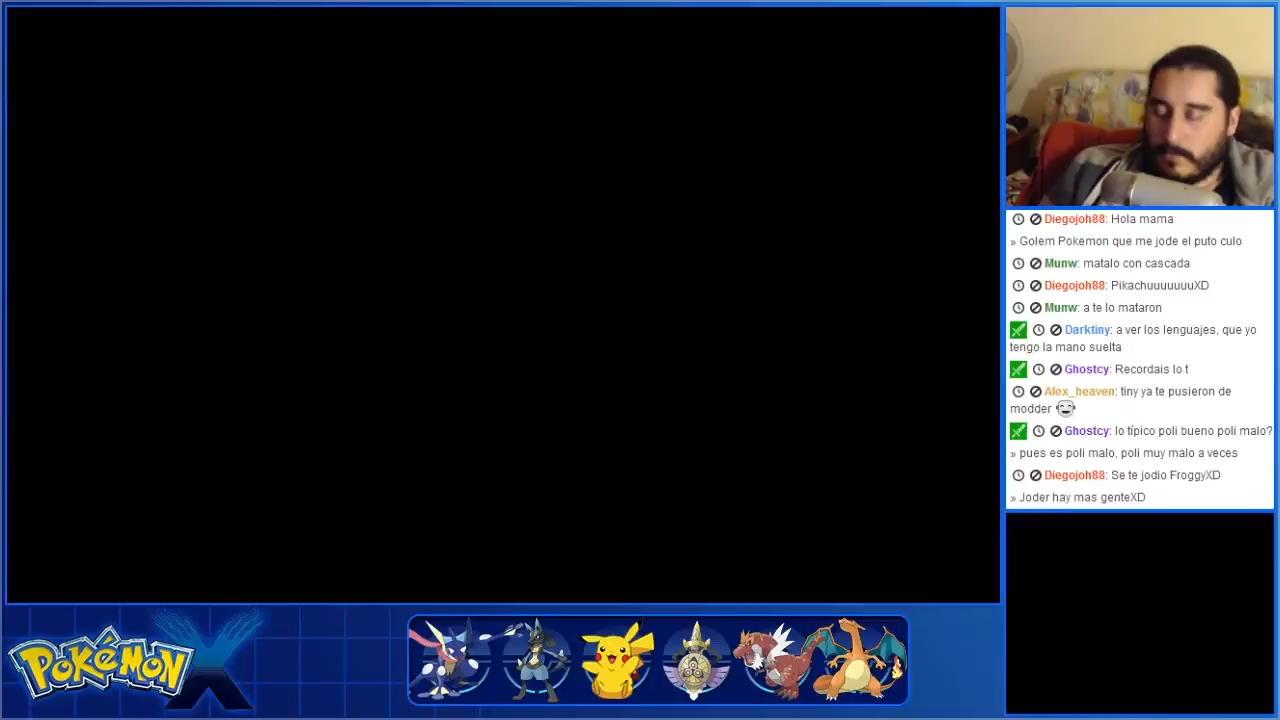 Diegojoh88: Hola mama
» Golem Pokemon que me jode el puto culo
Munw: matalo con cascada
Diegojoh88: PikachuuuuuuuXD
Munw: a te lo mataron
Darktiny: a ver los lenguajes, que yo
tengo la mano suelta
Ghostcy: Recordais lo t
Alex_heaven: tiny ya te pusieron de
modder
Ghostcy: lo típico poli bueno poli malo?
» pues es poli malo, poli muy malo a veces
Diegojoh88: Se te jodio FroggyXD
» Joder hay mas genteXD
POKéMON X